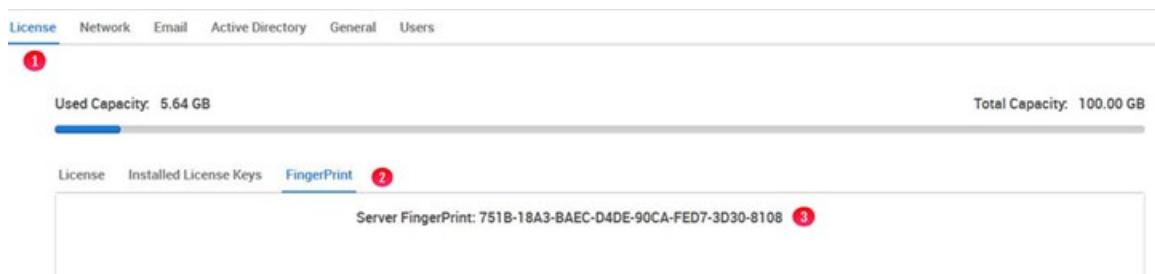 License Network Email Active Directory General Users
1
Used Capacity: 5.64 GB Total Capacity: 100.00 GB
License Installed License Keys FingerPrint 2
Server FingerPrint: 751B-18A3-BAEC-D4DE-90CA-FED7-3D30-8108 3